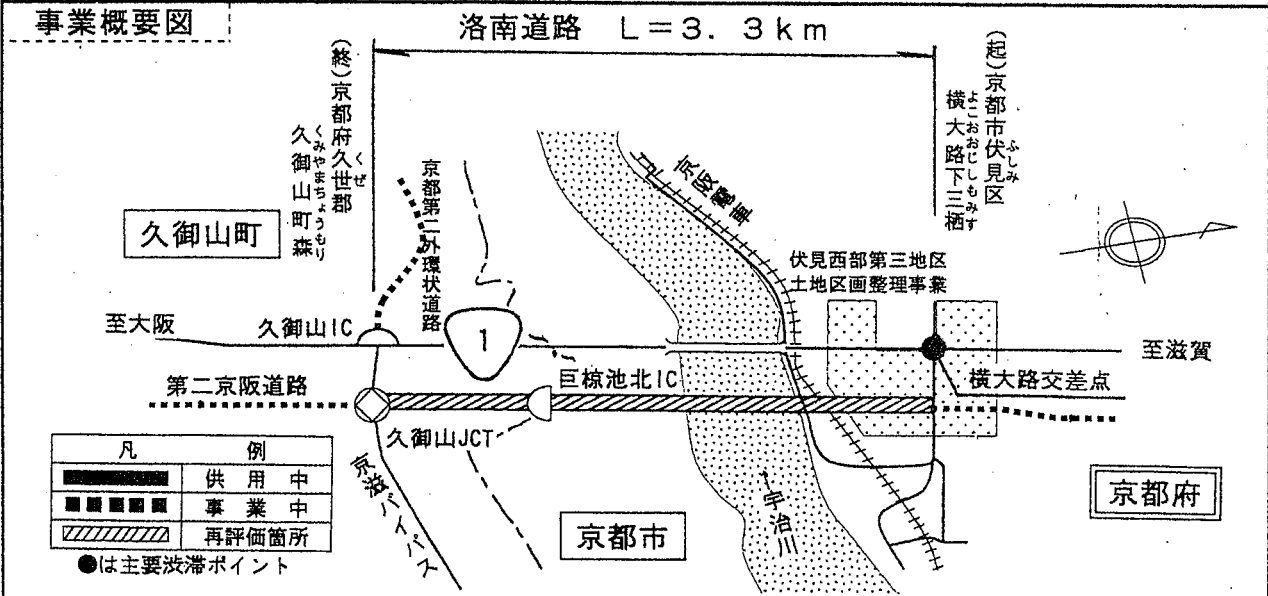 事業概要図
洛南道路 L=3.3km
(終)京都府久世郡
くぜ
久御山町森
くみやまちょうもり
(起)京都市伏見区
ふしみ
横大路下三栖
よこおおじしもみす
久御山町
京都第二外環状道路
京阪電車
伏見西部第三地区
土地区画整理事業
至大阪
久御山IC
1
巨椋池北IC
至滋賀
横大路交差点
第二京阪道路
久御山JCT
京滋バイパス
凡例
供用中
事業中
再評価箇所
●は主要渋滞ポイント
京都市
↑宇治川
京都府